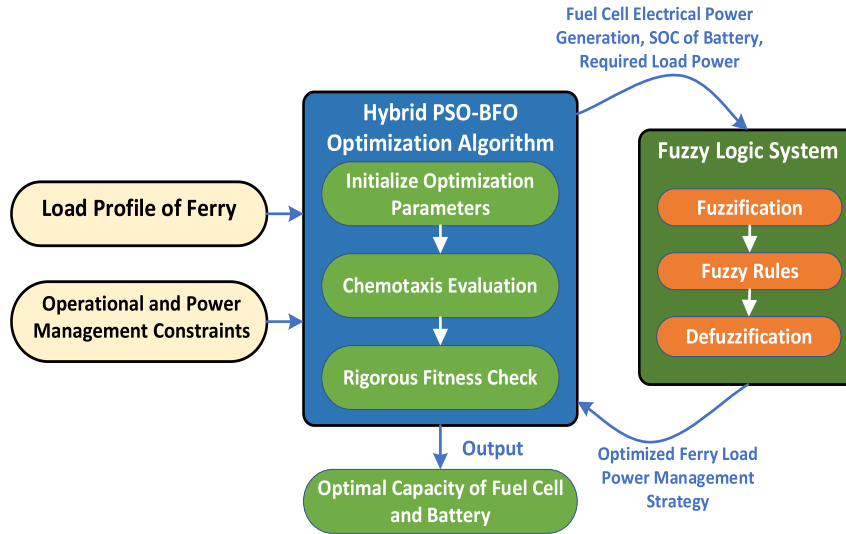 Fuel Cell Electrical Power
Generation, SOC of Battery,
Required Load Power
Hybrid PSO-BFO
Optimization Algorithm
Initialize Optimization
Parameters
Chemotaxis Evaluation
Rigorous Fitness Check
Load Profile of Ferry
Operational and Power
Management Constraints
Fuzzy Logic System
Fuzzification
Fuzzy Rules
Defuzzification
Output
Optimal Capacity of Fuel Cell
and Battery
Optimized Ferry Load
Power Management
Strategy